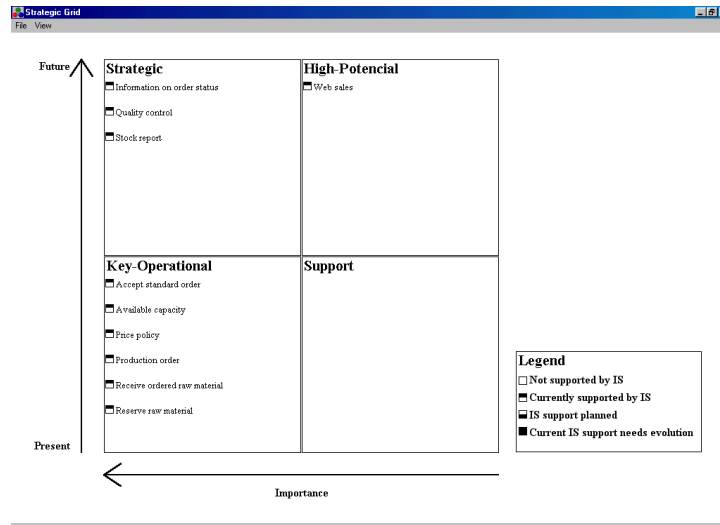 Strategic Grid
File View
Future
Strategic
Information on order status
Quality control
Stock report
High-Potencial
Web sales
Key-Operational
Accept standard order
Available capacity
Price policy
Production order
Receive ordered raw material
Reserve raw material
Support
Legend
Not supported by IS
Currently supported by IS
IS support planned
Current IS support needs evolution
Present
Importance